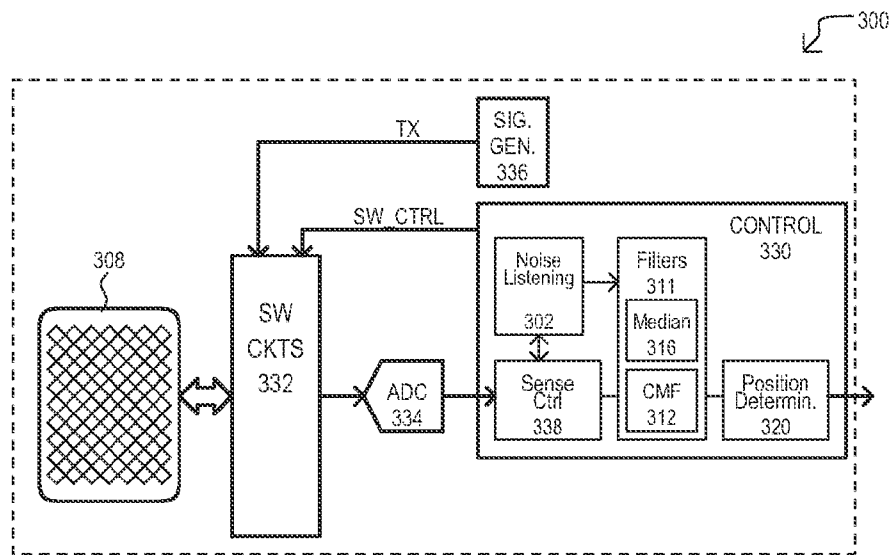 300
TX
SIG.
GEN.
336
SW_CTRL
CONTROL
330
308
SW
CKTS
332
Noise
Listening
302
Filters
311
Median
316
ADC
334
Sense
Ctrl
338
CMF
312
Position
Determin.
320